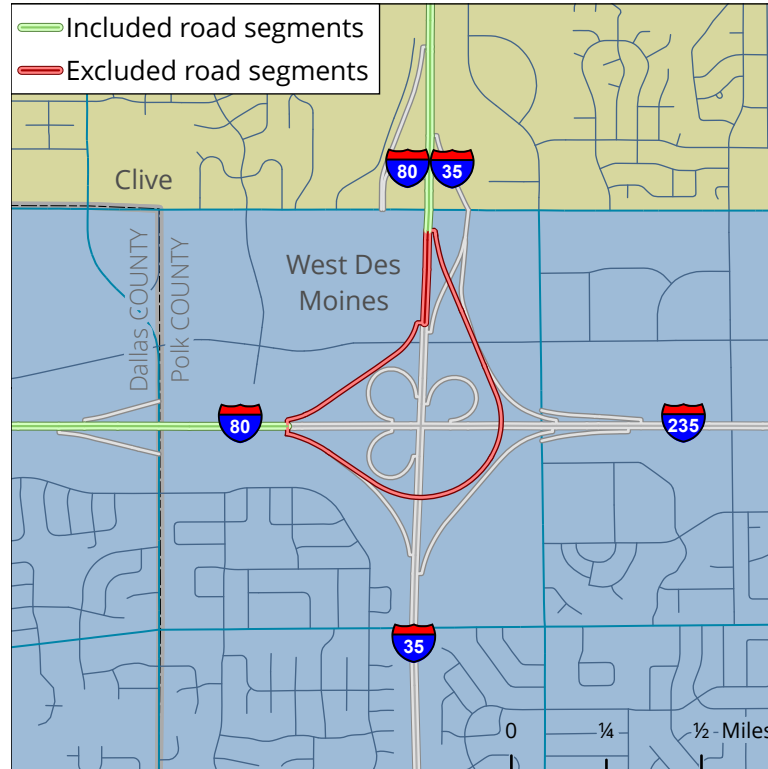 Included road segments
Excluded road segments
80
35
Clive
West Des
Moines
Dallas COUNTY
Polk COUNTY
80
235
35
0
¼
½
Miles